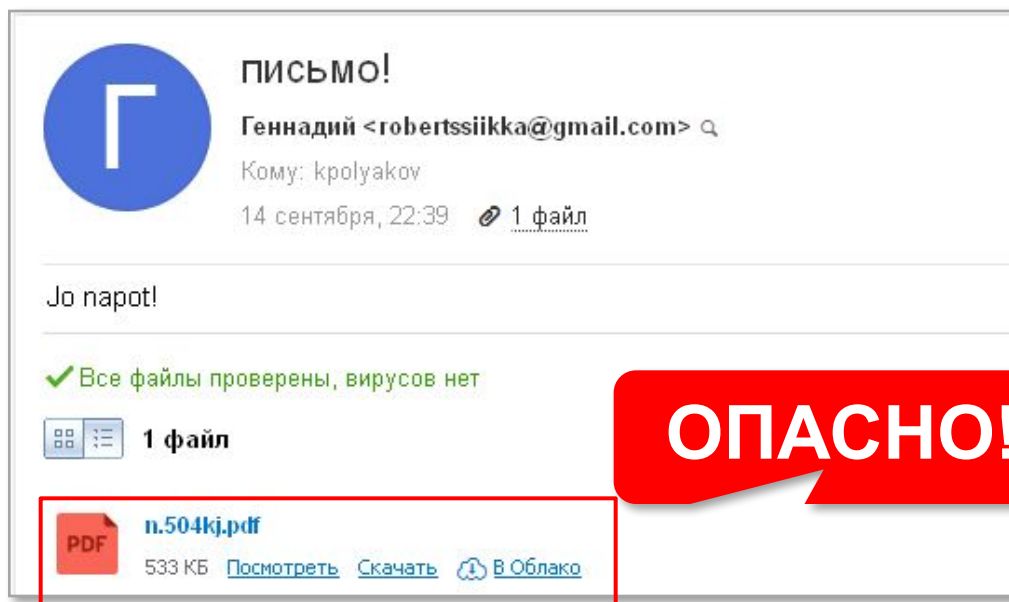 Г
письмо!
Геннадий <robertssiikka@gmail.com>
Кому: kpolyakov
14 сентября, 22:39 1 файл
Jo napot!
Все файлы проверены, вирусов нет
1 файл
ОПАСНО!
PDF
n.504kj.pdf
533 КБ Посмотреть Скачать В Облако